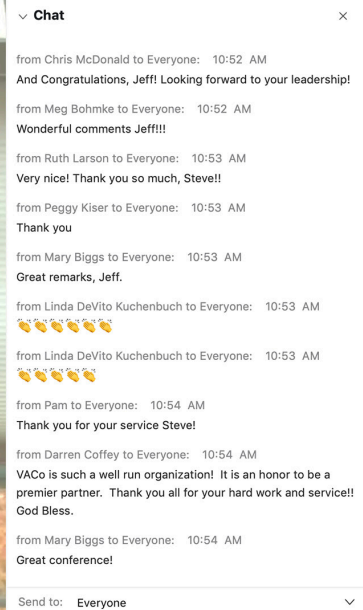 Chat
from Chris McDonald to Everyone: 10:52 AM
And Congratulations, Jeff! Looking forward to your leadership!
from Meg Bohmke to Everyone: 10:52 AM
Wonderful comments Jeff!!!
from Ruth Larson to Everyone: 10:53 AM
Very nice! Thank you so much, Steve!!
from Peggy Kiser to Everyone: 10:53 AM
Thank you
from Mary Biggs to Everyone: 10:53 AM
Great remarks, Jeff.
from Linda DeVito Kuchenbuch to Everyone: 10:53 AM
👏👏👏👏👏👏
from Linda DeVito Kuchenbuch to Everyone: 10:53 AM
👏👏👏👏👏
from Pam to Everyone: 10:54 AM
Thank you for your service Steve!
from Darren Coffey to Everyone: 10:54 AM
VACo is such a well run organization! It is an honor to be a
premier partner. Thank you all for your hard work and service!!
God Bless.
from Mary Biggs to Everyone: 10:54 AM
Great conference!
Send to: Everyone